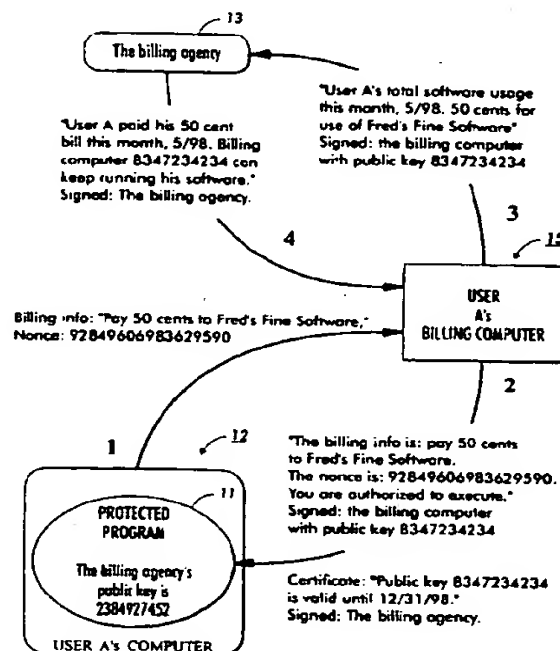 13
The billing agency
"User A paid his 50 cent
bill this month, 5/98. Billing
computer 8347234234 can
keep running his software."
Signed: The billing agency.
"User A's total software usage
this month, 5/98. 50 cents for
use of Fred's Fine Software"
Signed: the billing computer
with public key 8347234234
4
3
15
USER
A's
BILLING COMPUTER
Billing info: "Pay 50 cents to Fred's Fine Software,"
Nonce: 92849606983629590
2
1
12
11
PROTECTED
PROGRAM
The billing agency's
public key is
2384927452
USER A's COMPUTER
"The billing info is: pay 50 cents
to Fred's Fine Software.
The nonce is: 92849606983629590.
You are authorized to execute."
Signed: the billing computer
with public key 8347234234
Certificate: "Public key 8347234234
is valid until 12/31/98."
Signed: The billing agency.